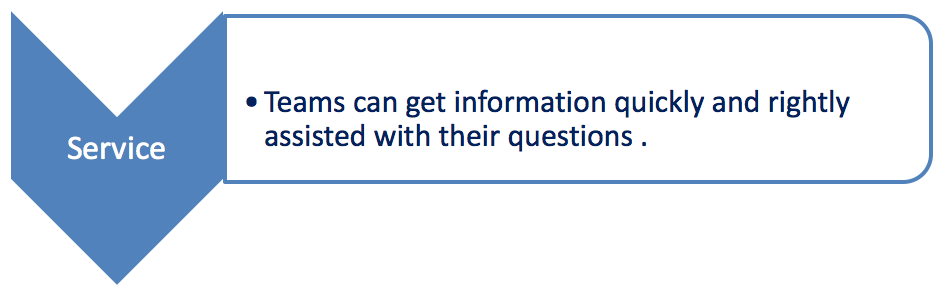 Service
• Teams can get information quickly and rightly
assisted with their questions .